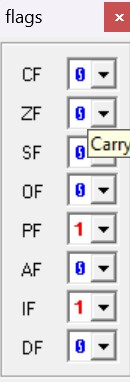 flags
CF 0
ZF 0
Carry
SF 0
OF 0
PF 1
AF 0
IF 1
DF 0